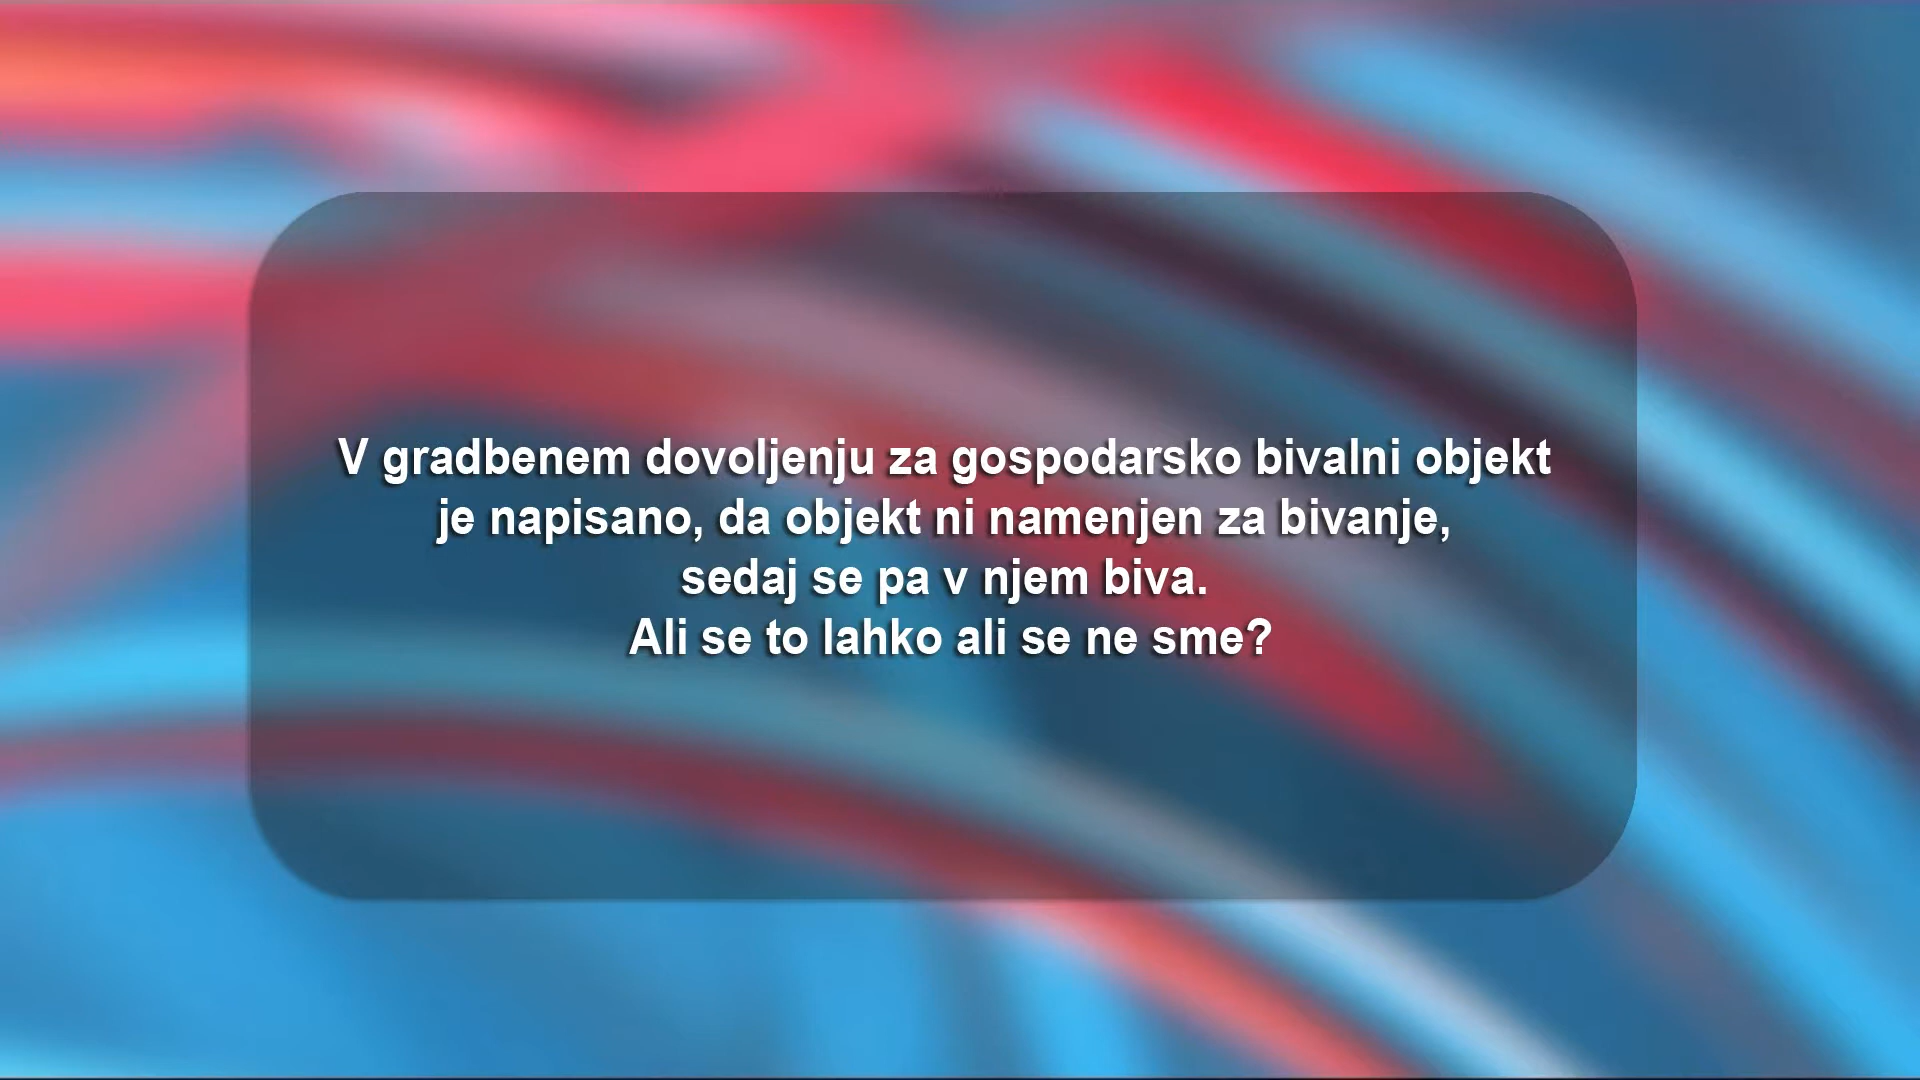 V gradbenem dovoljenju za gospodarsko bivalni objekt
je napisano, da objekt ni namenjen za bivanje,
sedaj se pa v njem biva.
Ali se to lahko ali se ne sme?